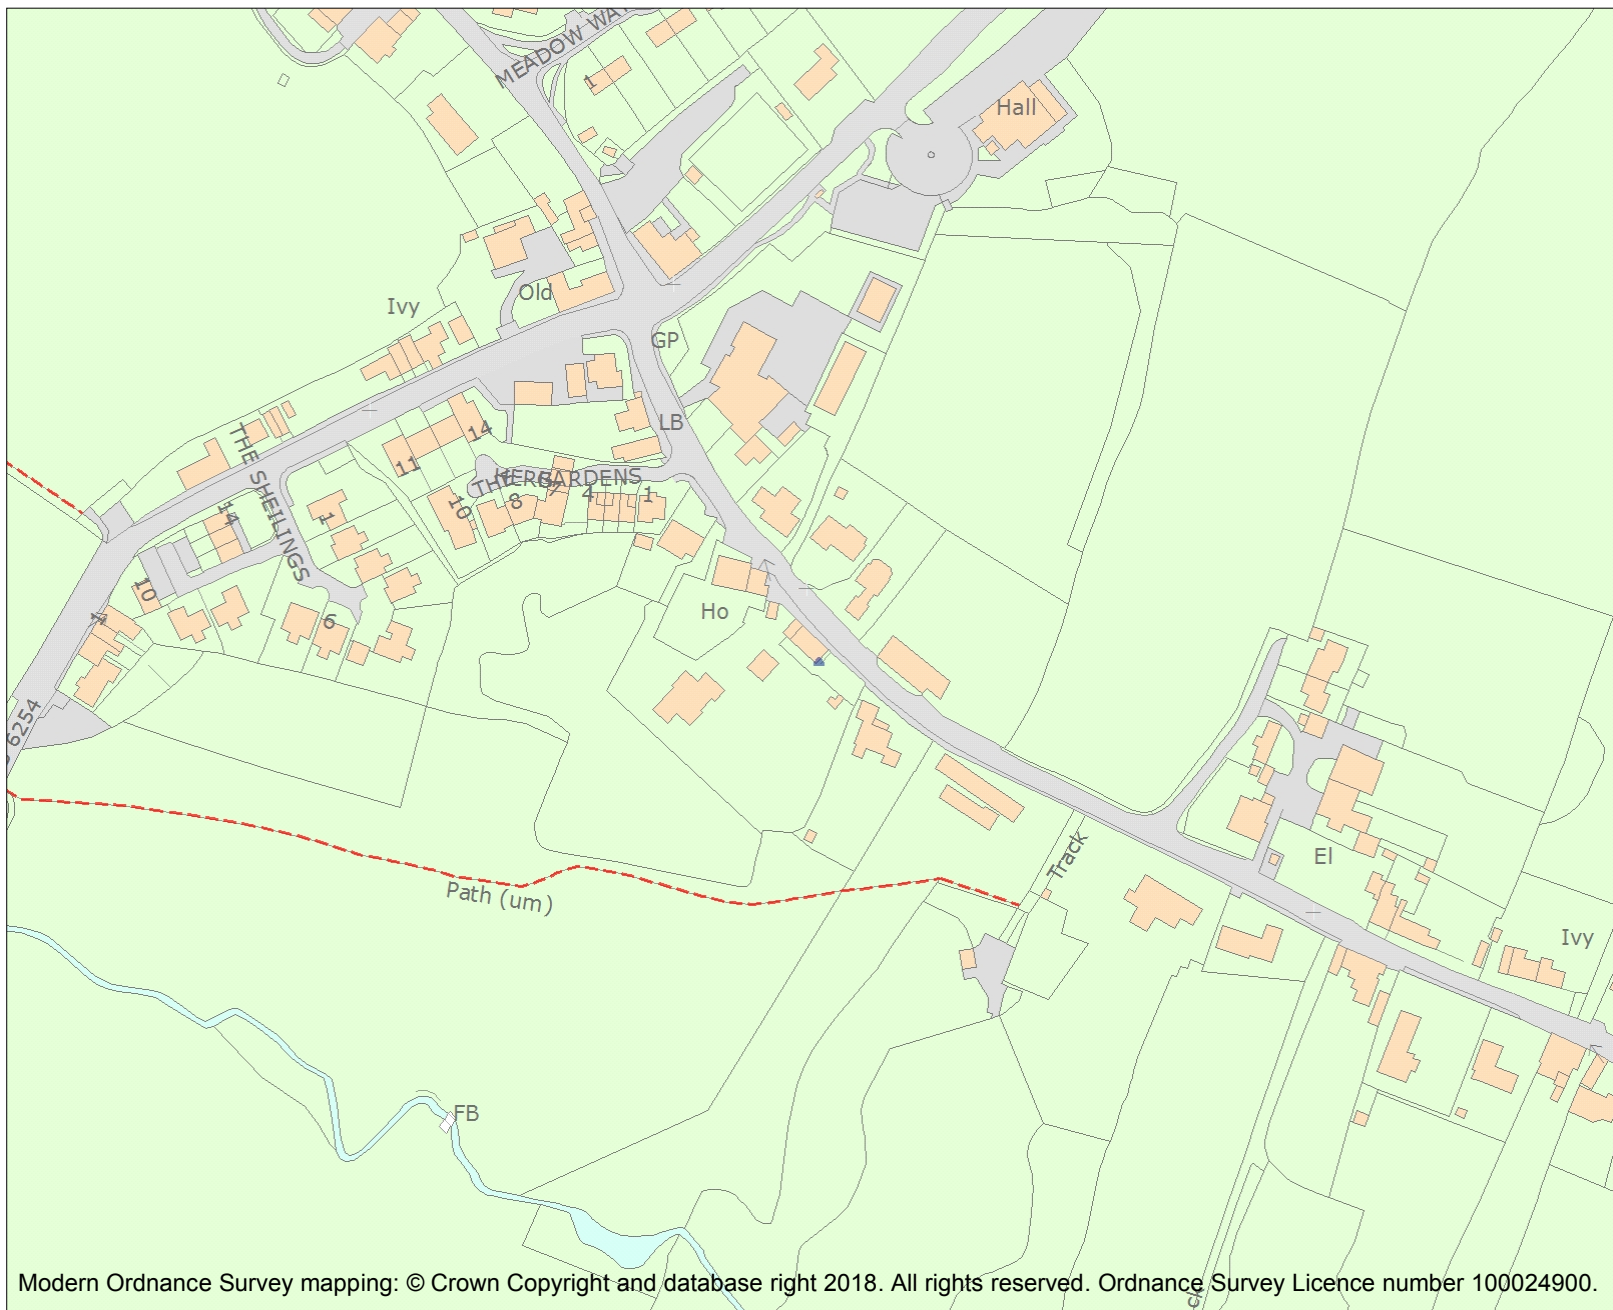 MEADOW WAY
1
Hall
Old
Ivy
GP
LB
THE SHEILINGS
14
11
GARDENS
THE
10
8
4
1
14
1
10
Ho
6
6254
El
Track
Path (um)
Ivy
FB
Modern Ordnance Survey mapping: © Crown Copyright and database right 2018. All rights reserved. Ordnance Survey Licence number 100024900.